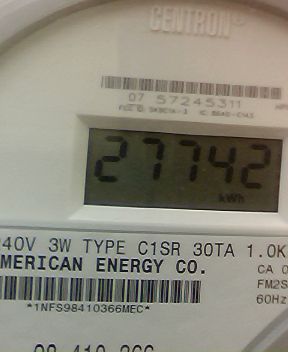 CENTRON®
07 57245311
27742
kWh
240V 3W TYPE C1SR 30TA 1.0K
MERICAN ENERGY CO.
CA 0
FM2S
60Hz
*1NFS98410366MEC*